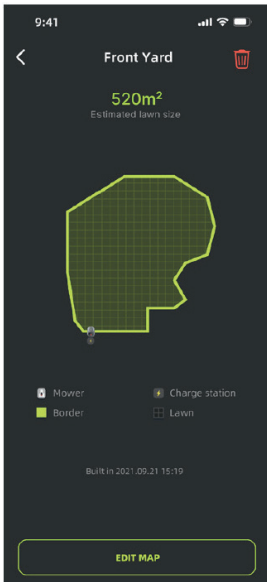 9:41
Front Yard
520m²
Estimated lawn size
Mower
Charge station
Border
Lawn
Built in 2021.09.21 15:19
EDIT MAP